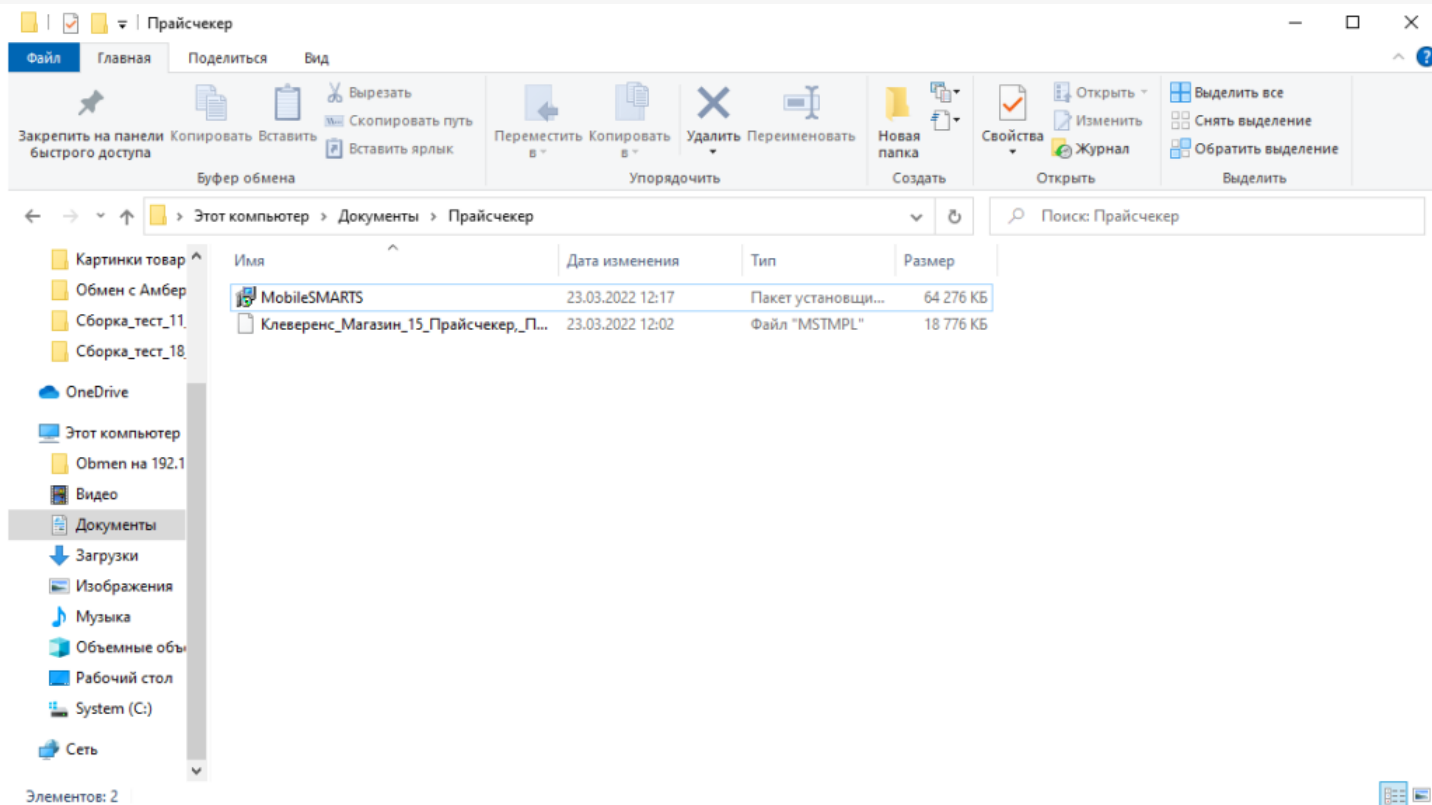 Прайсчекер
Файл Главная Поделиться Вид
Закрепить на панели быстрого доступа
Копировать
Вставить
Вырезать
Скопировать путь
Вставить ярлык
Переместить в
Копировать в
Удалить
Переименовать
Новая папка
Свойства
Открыть
Изменить
Журнал
Выделить все
Снять выделение
Обратить выделение
Буфер обмена Упорядочить Создать Открыть Выделить
Этот компьютер Документы Прайсчекер
Поиск: Прайсчекер
Имя Дата изменения Тип Размер
MobileSMARTS 23.03.2022 12:17 Пакет установщи... 64 276 КБ
Клеверенс_Магазин_15_Прайсчекер,_П... 23.03.2022 12:02 Файл "MSTMPL" 18 776 КБ
Картинки товар
Обмен с Амбер
Сборка_тест_11_
Сборка_тест_18_
OneDrive
Этот компьютер
Obmen на 192.1
Видео
Документы
Загрузки
Изображения
Музыка
Объемные объ
Рабочий стол
System (C:)
Сеть
Элементов: 2